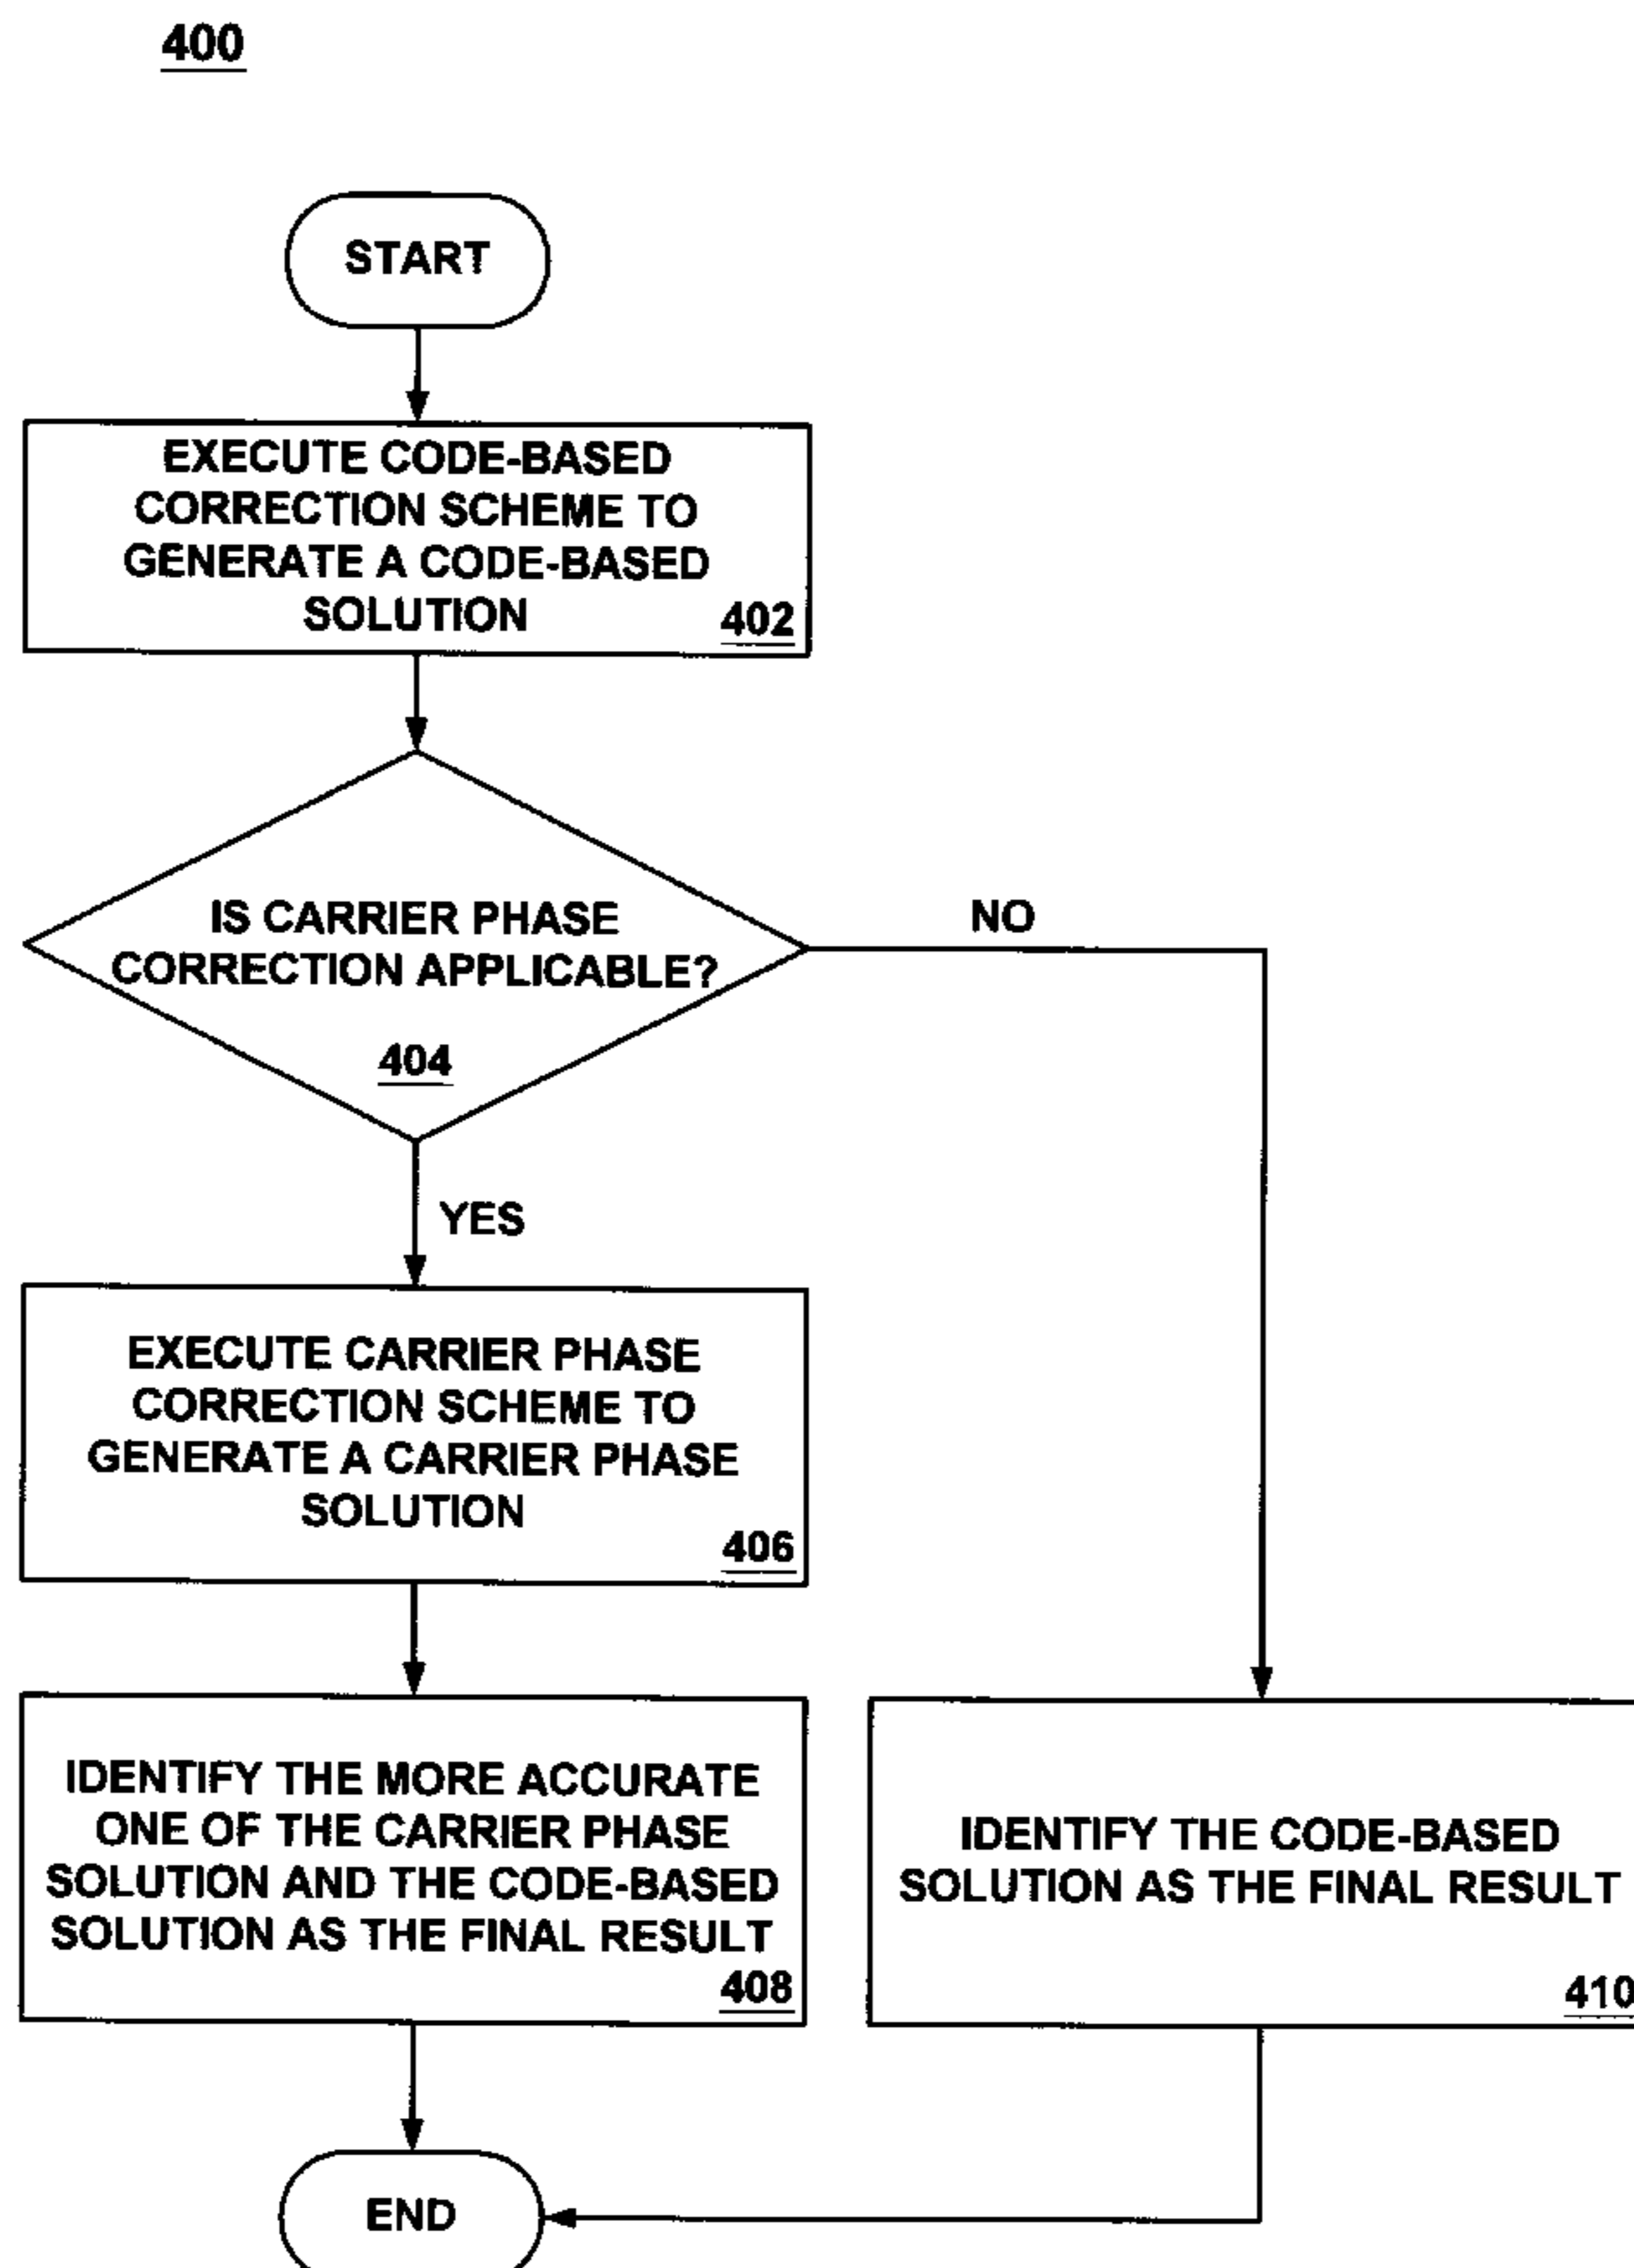 400
START
EXECUTE CODE-BASED
CORRECTION SCHEME TO
GENERATE A CODE-BASED
SOLUTION
402
IS CARRIER PHASE
CORRECTION APPLICABLE?
404
NO
YES
EXECUTE CARRIER PHASE
CORRECTION SCHEME TO
GENERATE A CARRIER PHASE
SOLUTION
406
IDENTIFY THE MORE ACCURATE
ONE OF THE CARRIER PHASE
SOLUTION AND THE CODE-BASED
SOLUTION AS THE FINAL RESULT
408
IDENTIFY THE CODE-BASED
SOLUTION AS THE FINAL RESULT
410
END